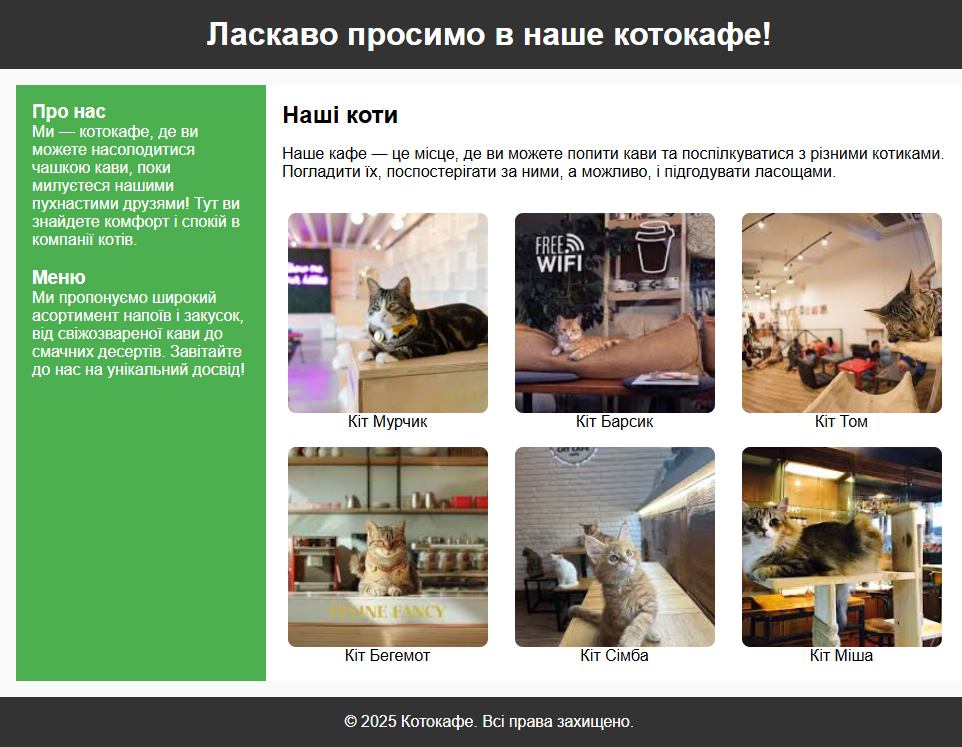 Ласкаво просимо в наше котокафе!
Про нас
Ми — котокафе, де ви
можете насолодитися
чашкою кави, поки
милуєтеся нашими
пухнастими друзями! Тут ви
знайдете комфорт і спокій в
компанії котів.
Меню
Ми пропонуємо широкий
асортимент напоїв і закусок,
від свіжозвареної кави до
смачних десертів. Завітайте
до нас на унікальний досвід!
Наші коти
Наше кафе — це місце, де ви можете попити кави та поспілкуватися з різними котиками.
Погладити їх, поспостерігати за ними, а можливо, і підгодувати ласощами.
FREE
WIFI
Кіт Мурчик
Кіт Барсик
Кіт Том
FELINE FANCY
CAT CAFE
Кіт Бегемот
Кіт Сімба
Кіт Міша
© 2025 Котокафе. Всі права захищено.